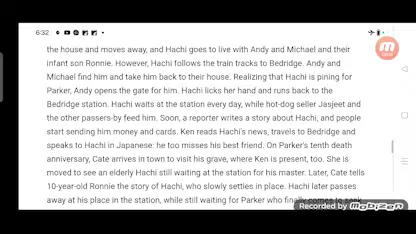 6:32
the house and moves away, and Hachi goes to live with Andy and Michael and their
infant son Ronnie. However, Hachi follows the train tracks to Bedridge. Andy and
Michael find him and take him back to their house. Realizing that Hachi is pining for
Parker, Andy opens the gate for him. Hachi licks her hand and runs back to the
Bedridge station. Hachi waits at the station every day, while hot-dog seller Jasjeet and
the other passers-by feed him. Soon, a reporter writes a story about Hachi, and people
start sending him money and cards. Ken reads Hachi's news, travels to Bedridge and
speaks to Hachi in Japanese: he too misses his best friend. On Parker's tenth death
anniversary, Cate arrives in town to visit his grave, where Ken is present, too. She is
moved to see an elderly Hachi still waiting at the station for his master. Later, Cate tells
10-year-old Ronnie the story of Hachi, who slowly settles in place. Hachi later passes
away at his place in the station, while still waiting for Parker who finally comes to seek
Recorded by MOBIZEN